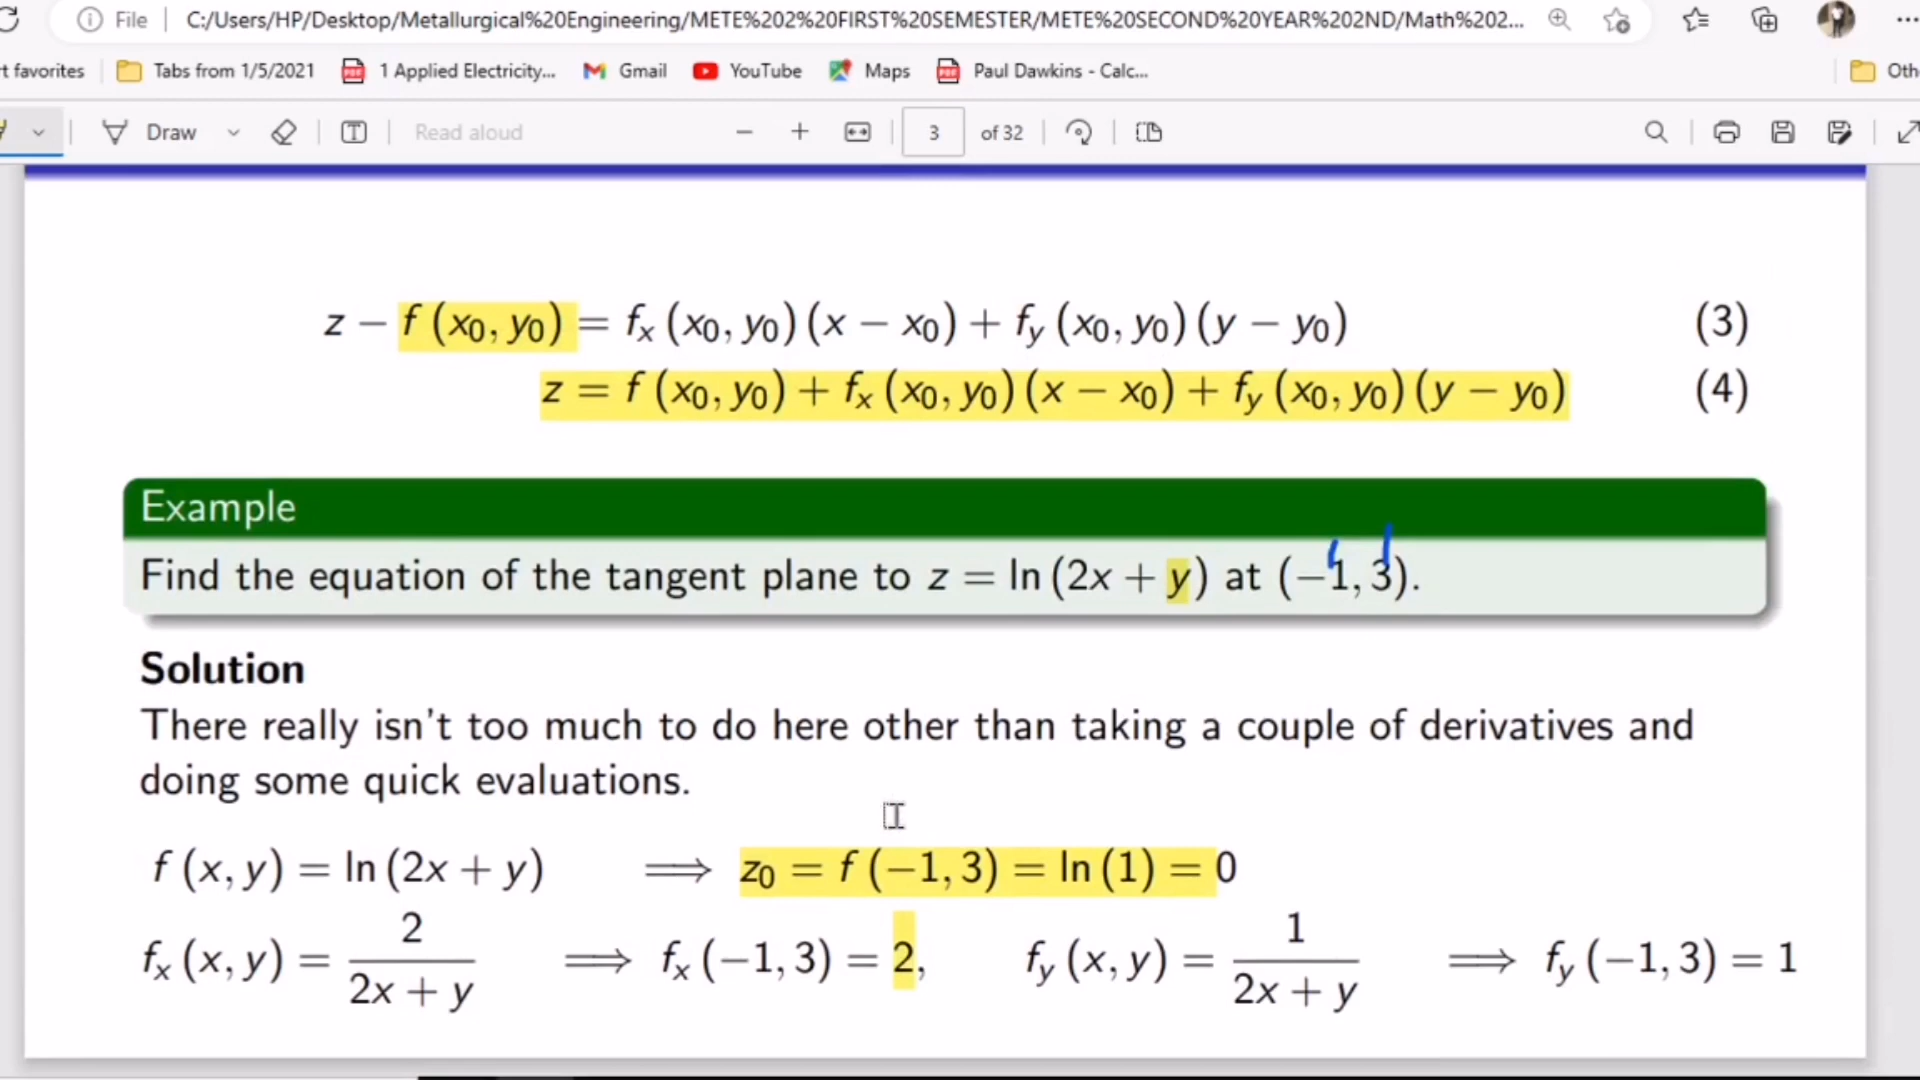 File C:/Users/HP/Desktop/Metallurgical%20Engineering/METE%202%20FIRST%20SEMESTER/METE%20SECOND%20YEAR%202ND/Math%202...
rt favorites Tabs from 1/5/2021 1 Applied Electricity... Gmail YouTube Maps Paul Dawkins - Calc... Oth
Draw Read aloud 3 of 32
z − f (x₀, y₀) = fₓ (x₀, y₀) (x − x₀) + f_y (x₀, y₀) (y − y₀) (3)
z = f (x₀, y₀) + fₓ (x₀, y₀) (x − x₀) + f_y (x₀, y₀) (y − y₀) (4)
Example
Find the equation of the tangent plane to z = ln (2x + y) at (−1, 3).
Solution
There really isn't too much to do here other than taking a couple of derivatives and
doing some quick evaluations.
f (x, y) = ln (2x + y) ⟹ z₀ = f (−1, 3) = ln (1) = 0
fₓ (x, y) = 2/(2x + y) ⟹ fₓ (−1, 3) = 2, f_y (x, y) = 1/(2x + y) ⟹ f_y (−1, 3) = 1